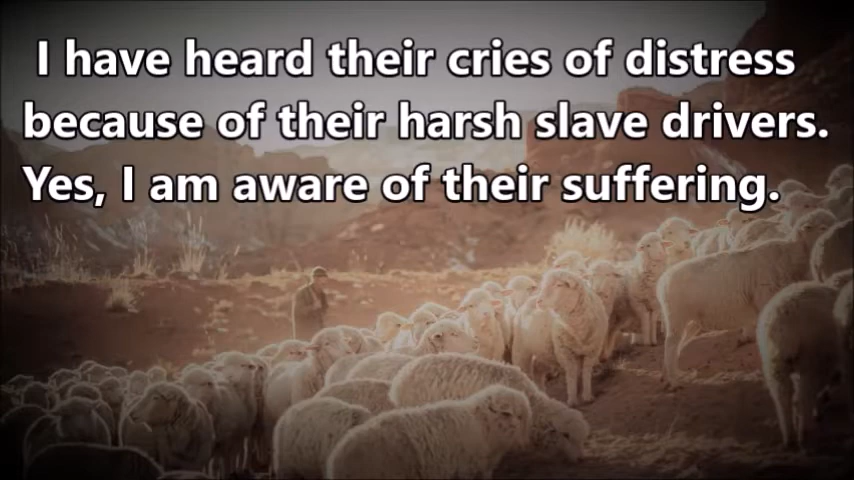 I have heard their cries of distress
because of their harsh slave drivers.
Yes, I am aware of their suffering.